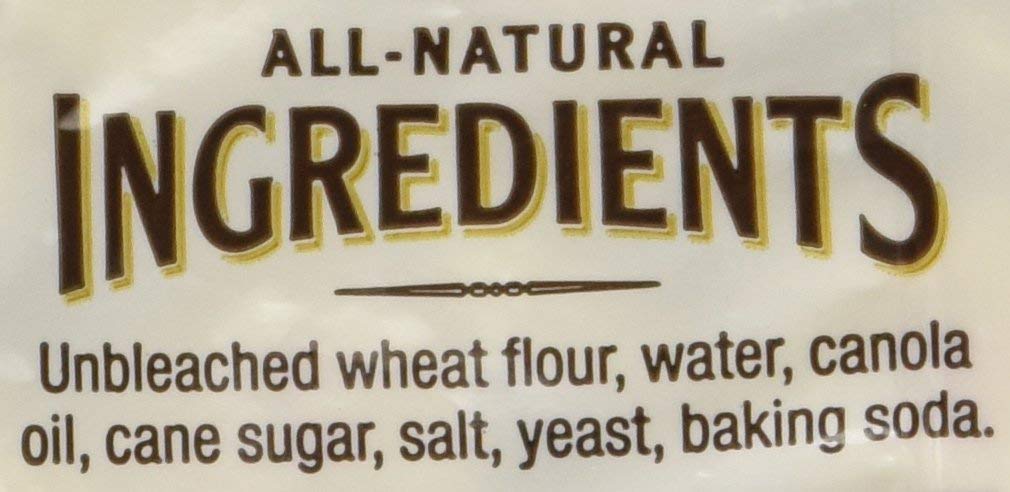 ALL-NATURAL
INGREDIENTS
Unbleached wheat flour, water, canola
oil, cane sugar, salt, yeast, baking soda.